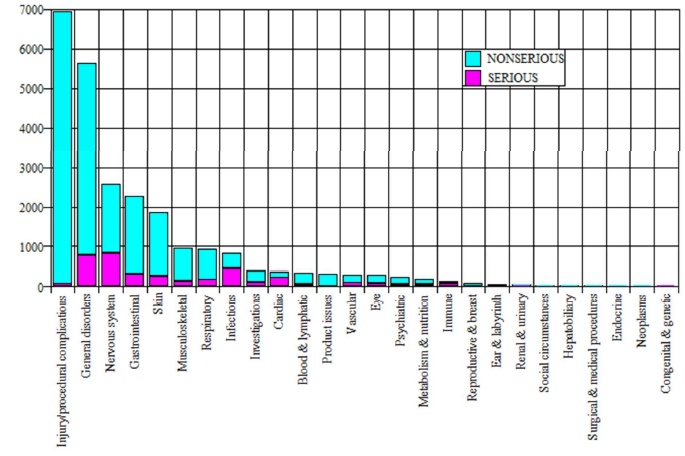 7000
6000
5000
4000
3000
2000
1000
0
NONSERIOUS
SERIOUS
Injury/procedural complications
General disorders
Nervous system
Gastrointestinal
Skin
Musculoskeletal
Respiratory
Infections
Investigations
Cardiac
Blood & lymphatic
Product issues
Vascular
Eye
Psychiatric
Metabolism & nutrition
Immune
Reproductive & breast
Ear & labyrinth
Renal & urinary
Social circumstances
Hepatobiliary
Surgical & medical procedures
Endocrine
Neoplasms
Congenital & genetic